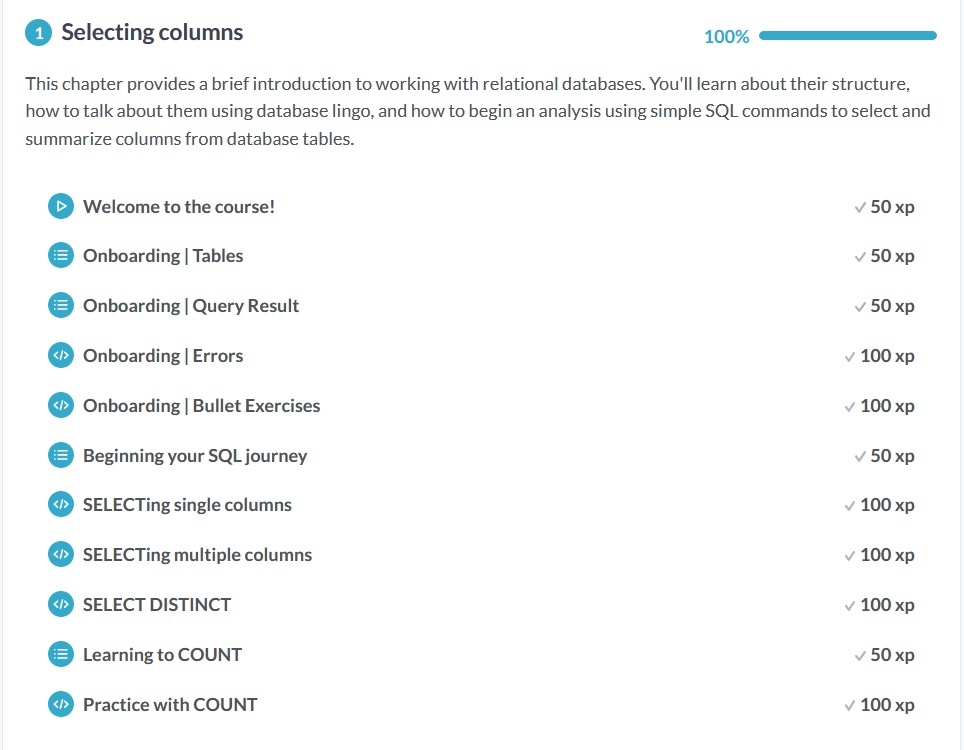 1 Selecting columns
100%
This chapter provides a brief introduction to working with relational databases. You'll learn about their structure,
how to talk about them using database lingo, and how to begin an analysis using simple SQL commands to select and
summarize columns from database tables.
Welcome to the course! 50 xp
Onboarding | Tables 50 xp
Onboarding | Query Result 50 xp
Onboarding | Errors 100 xp
Onboarding | Bullet Exercises 100 xp
Beginning your SQL journey 50 xp
SELECTing single columns 100 xp
SELECTing multiple columns 100 xp
SELECT DISTINCT 100 xp
Learning to COUNT 50 xp
Practice with COUNT 100 xp